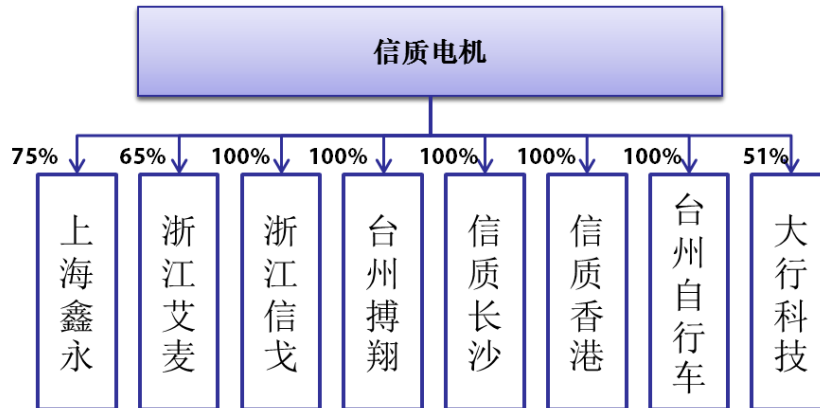 信质电机
75%
65%
100%
100%
100%
100%
100%
51%
上海鑫永
浙江艾麦
浙江信戈
台州搏翔
信质长沙
信质香港
台州自行车
大行科技